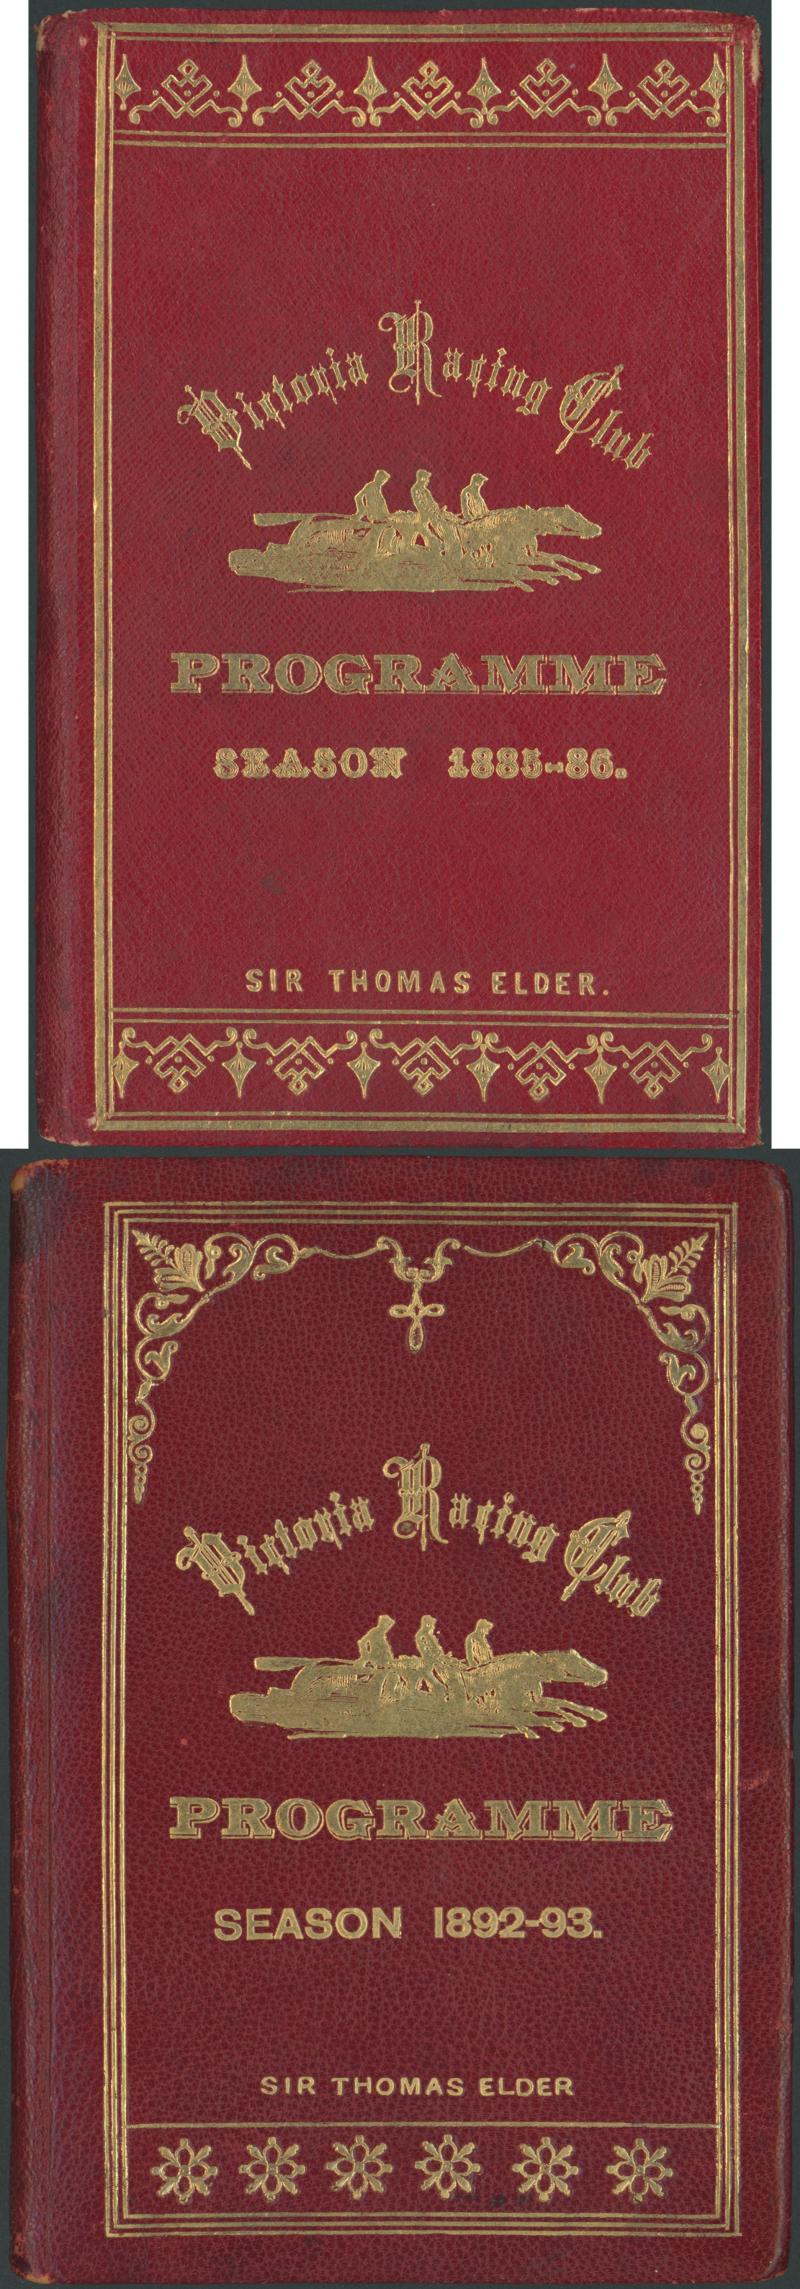 Victoria Racing Club
PROGRAMME
SEASON 1885-86.
SIR THOMAS ELDER.
Victoria Racing Club
PROGRAMME
SEASON 1892-93.
SIR THOMAS ELDER